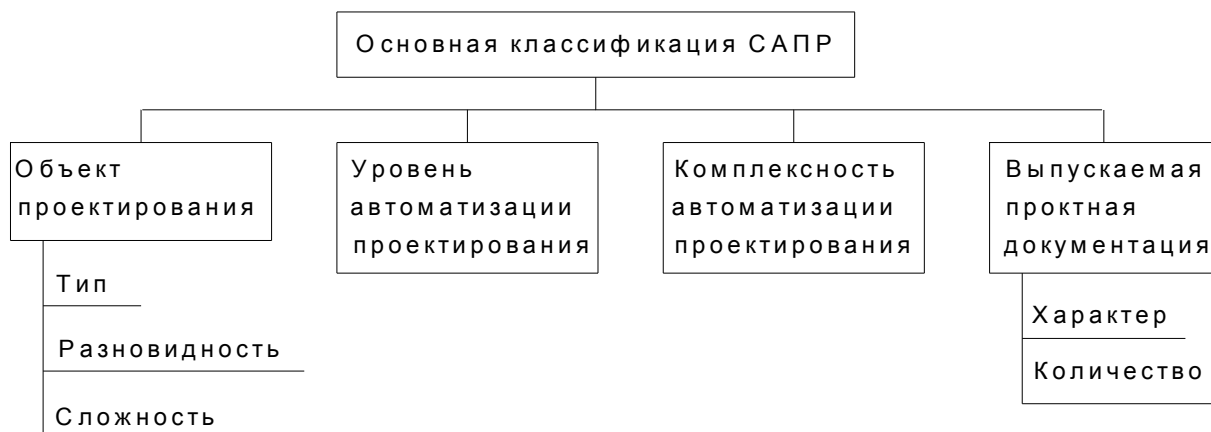 Основная классификация САПР
Объект
проектирования
Уровень
автоматизации
проектирования
Комплексность
автоматизации
проектирования
Выпускаемая
проктная
документация
Тип
Разновидность
Сложность
Характер
Количество